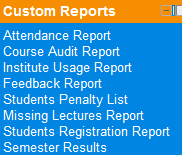 Custom Reports
Attendance Report
Course Audit Report
Institute Usage Report
Feedback Report
Students Penalty List
Missing Lectures Report
Students Registration Report
Semester Results